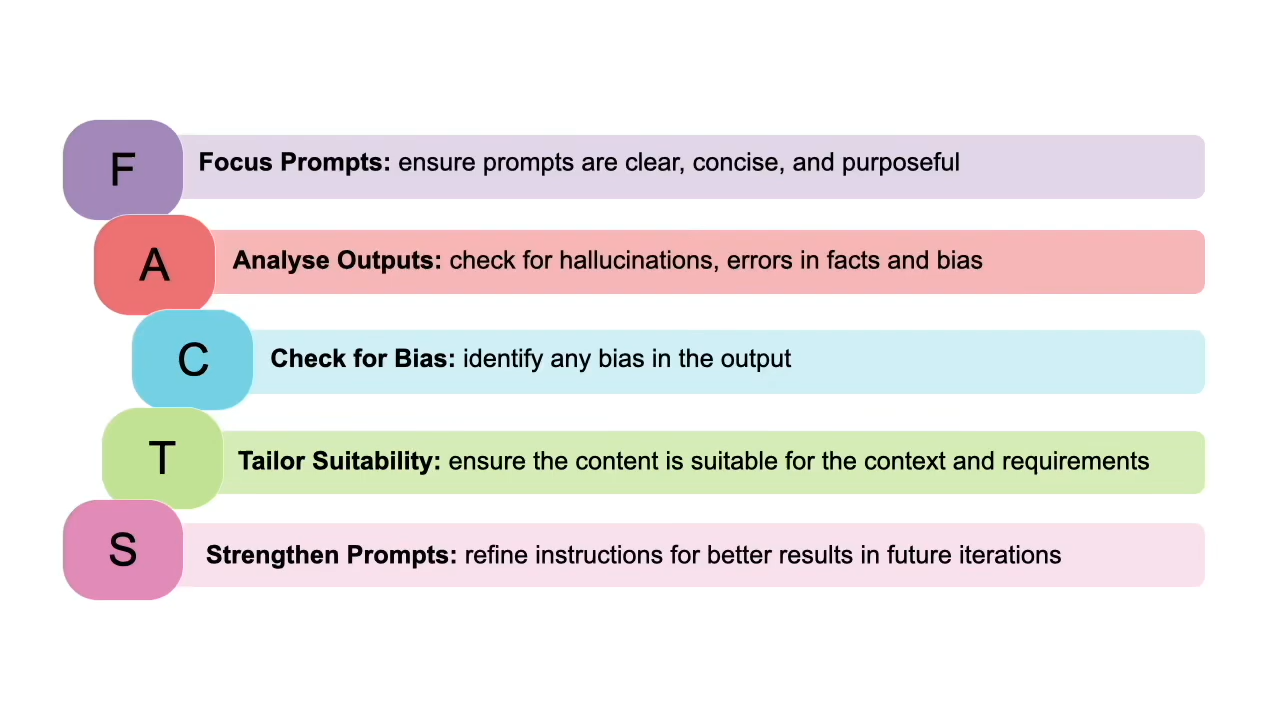 F
Focus Prompts: ensure prompts are clear, concise, and purposeful
A
Analyse Outputs: check for hallucinations, errors in facts and bias
C
Check for Bias: identify any bias in the output
T
Tailor Suitability: ensure the content is suitable for the context and requirements
S
Strengthen Prompts: refine instructions for better results in future iterations